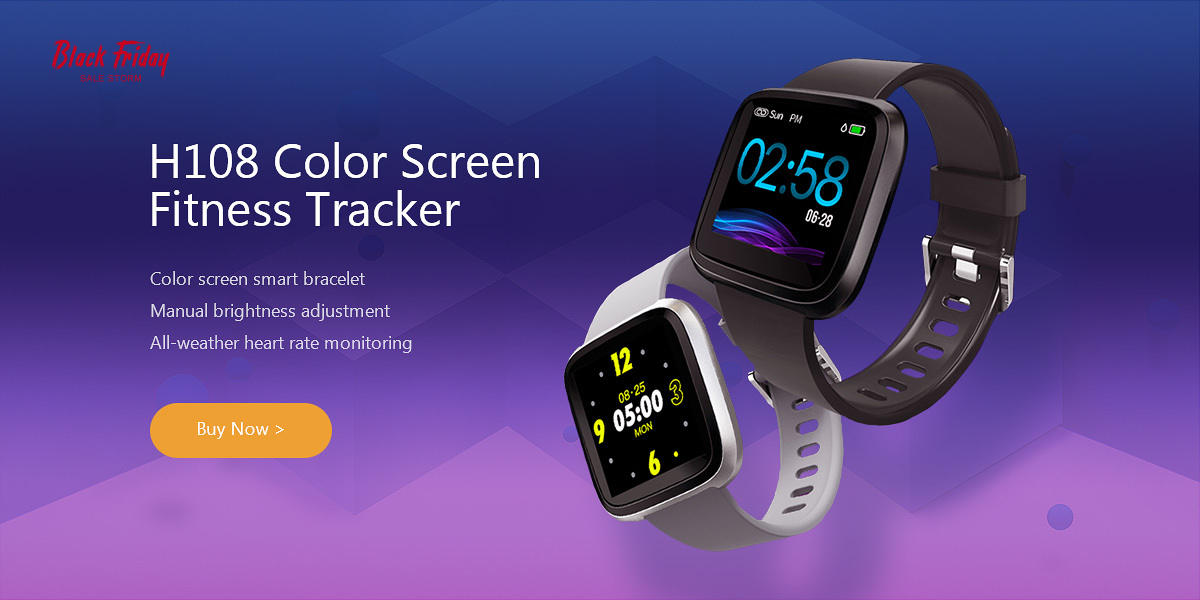 Black Friday
H108 Color Screen
Fitness Tracker
Color screen smart bracelet
Manual brightness adjustment
All-weather heart rate monitoring
Buy Now >
Sun PM
02:58
06-28
12
08-25
3
05:00
9
MON
6